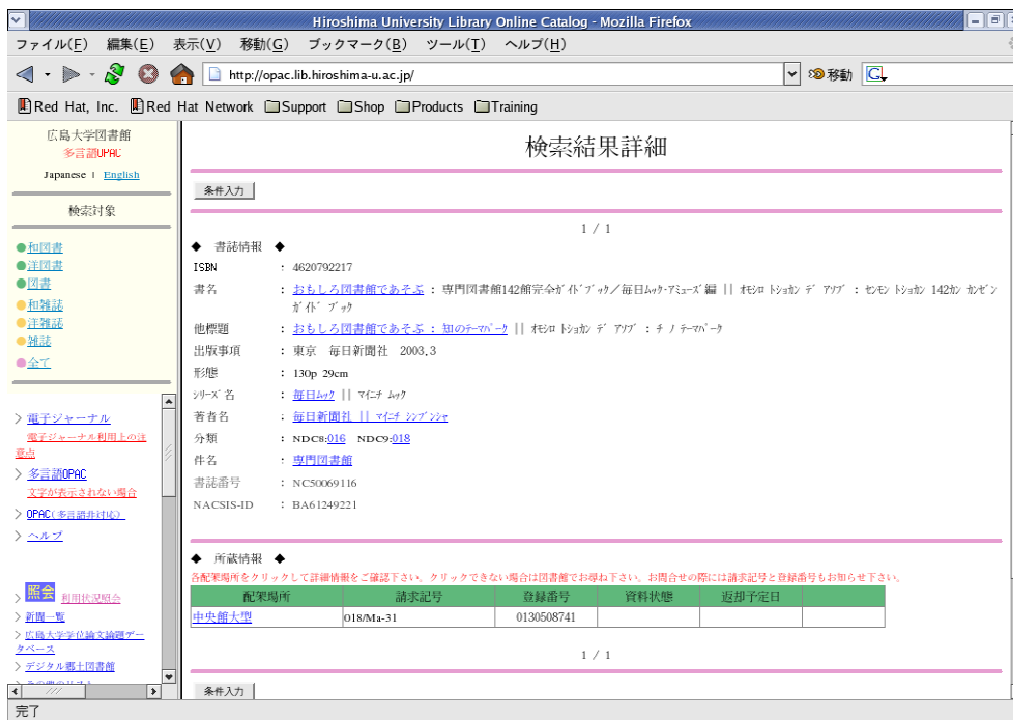 Hiroshima University Library Online Catalog - Mozilla Firefox
ファイル(F) 編集(E) 表示(V) 移動(G) ブックマーク(B) ツール(T) ヘルプ(H)
http://opac.lib.hiroshima-u.ac.jp/ 移動 G
Red Hat, Inc. Red Hat Network Support Shop Products Training
広島大学図書館
多言語OPAC
Japanese | English
検索対象
和図書
洋図書
図書
和雑誌
洋雑誌
雑誌
全て
> 電子ジャーナル
電子ジャーナル利用上の注
意点
> 多言語OPAC
文字が表示されない場合
> OPAC(多言語非対応)
> ヘルプ
> 照会 利用状況照会
> 新聞一覧
> 広島大学学位論文論題デー
タベース
> デジタル郷土図書館
検索結果詳細
条件入力
1 / 1
◆ 書誌情報 ◆
ISBN : 4620792217
書名 : おもしろ図書館であそぶ : 専門図書館142館完全ガイドブック/毎日ムック・アミューズ編 || オモシロ トショカン デ アソブ : センモン トショカン 142カン カンゼン
ガイド ブック
他標題 : おもしろ図書館であそぶ : 知のテーマパーク || オモシロ トショカン デ アソブ : チ ノ テーマパーク
出版事項 : 東京 毎日新聞社 2003.3
形態 : 130p 29cm
シリーズ名 : 毎日ムック || マイニチ ムック
著者名 : 毎日新聞社 || マイニチ シンブンシャ
分類 : NDC8:016 NDC9:018
件名 : 専門図書館
書誌番号 : NC50069116
NACSIS-ID : BA61249221
◆ 所蔵情報 ◆
各配架場所をクリックして詳細情報をご確認下さい。クリックできない場合は図書館でお尋ね下さい。お問合せの際には請求記号と登録番号もお知らせ下さい。
配架場所 請求記号 登録番号 資料状態 返却予定日
中央館大型 018/Ma-31 0130508741
1 / 1
条件入力
完了